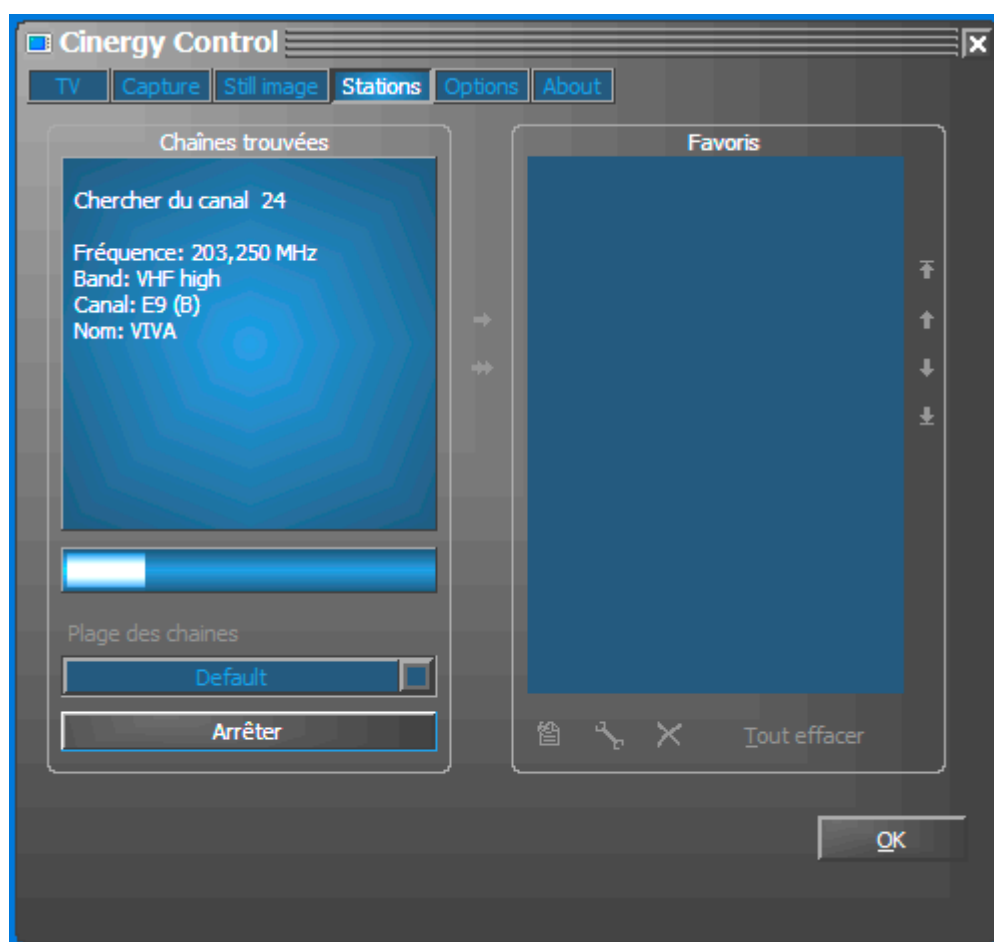 Cinergy Control
TV Capture Still image Stations Options About
Chaînes trouvées
Chercher du canal 24
Fréquence: 203,250 MHz
Band: VHF high
Canal: E9 (B)
Nom: VIVA
Plage des chaines
Default
Arrêter
Favoris
Tout effacer
OK